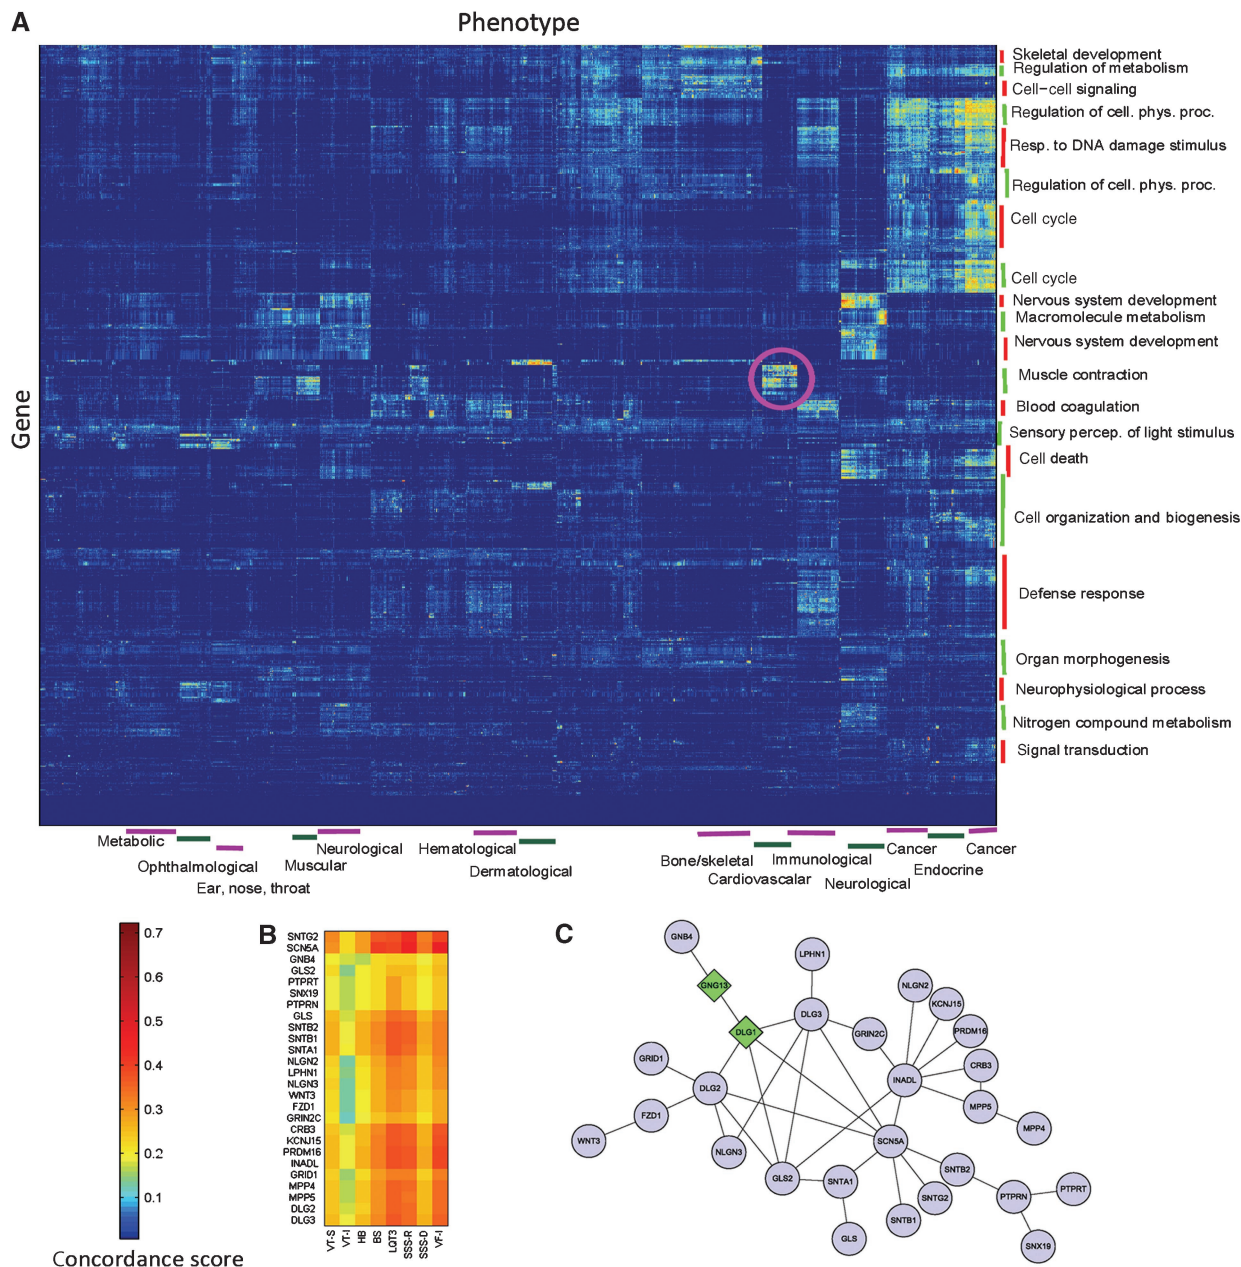 A
Phenotype
Gene
Skeletal development
Regulation of metabolism
Cell-cell signaling
Regulation of cell. phys. proc.
Resp. to DNA damage stimulus
Regulation of cell. phys. proc.
Cell cycle
Cell cycle
Nervous system development
Macromolecule metabolism
Nervous system development
Muscle contraction
Blood coagulation
Sensory percep. of light stimulus
Cell death
Cell organization and biogenesis
Defense response
Organ morphogenesis
Neurophysiological process
Nitrogen compound metabolism
Signal transduction
Metabolic
Ophthalmological
Ear, nose, throat
Muscular
Neurological
Hematological
Dermatological
Bone/skeletal
Cardiovascular
Immunological
Neurological
Cancer
Endocrine
Cancer
0.7
0.6
0.5
0.4
0.3
0.2
0.1
Concordance score
B
SNTG2
SCN5A
GNB4
GLS2
PTPRT
SNX19
PTPRN
GLS
SNTB2
SNTB1
SNTA1
NLGN2
LPHN1
NLGN3
WNT3
FZD1
GRIN2C
CRB3
KCNJ15
PRDM16
INADL
GRID1
MPP4
MPP5
DLG2
DLG3
VT-S
VT-I
HB
BS
LQT3
SSS-R
SSS-D
VF-I
C
GNB4
LPHN1
GNG13
NLGN2
KCNJ15
DLG3
DLG1
GRIN2C
PRDM16
GRID1
CRB3
INADL
DLG2
MPP5
FZD1
MPP4
WNT3
SCN5A
NLGN3
SNTB2
GLS2
SNTA1
PTPRT
PTPRN
SNTG2
SNTB1
GLS
SNX19